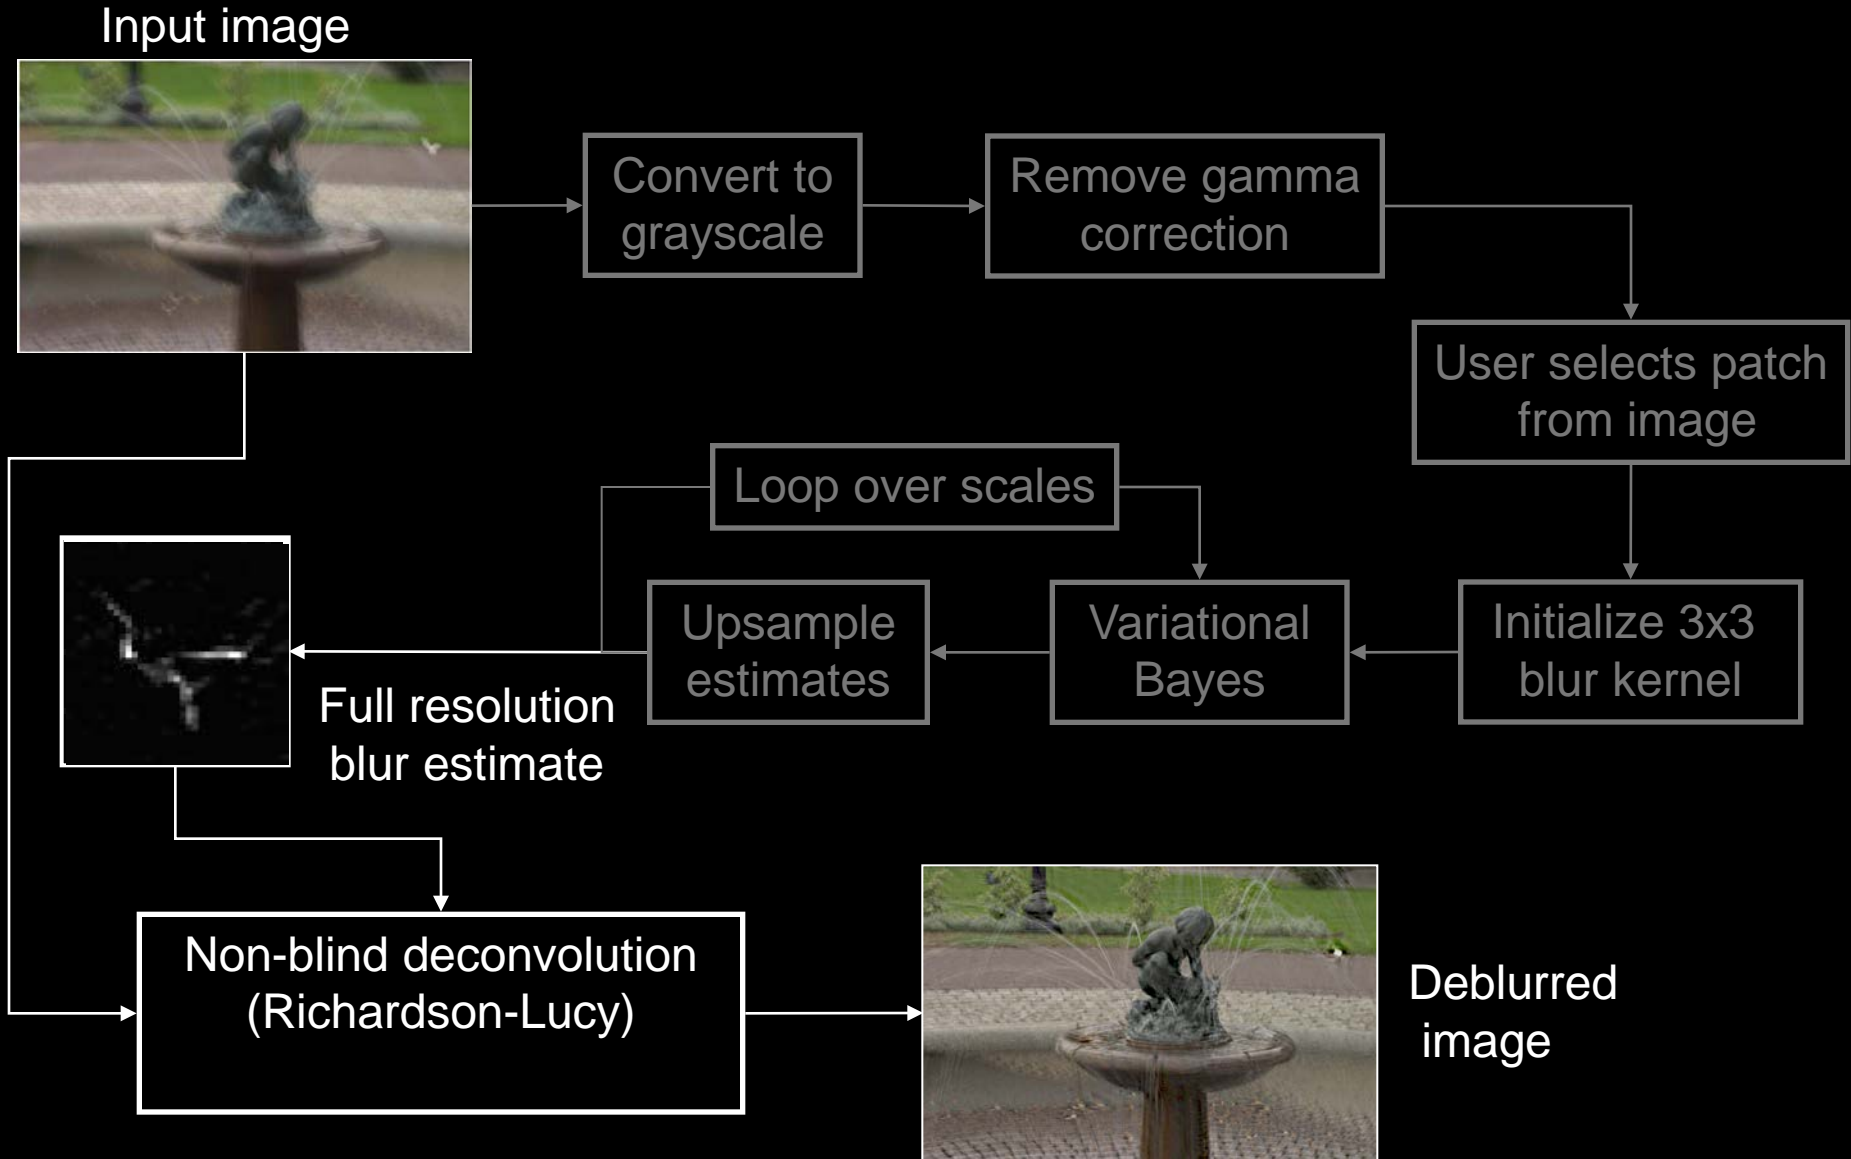 Input image
Convert to
grayscale
Remove gamma
correction
User selects patch
from image
Loop over scales
Upsample
estimates
Variational
Bayes
Initialize 3x3
blur kernel
Full resolution
blur estimate
Non-blind deconvolution
(Richardson-Lucy)
Deblurred
image